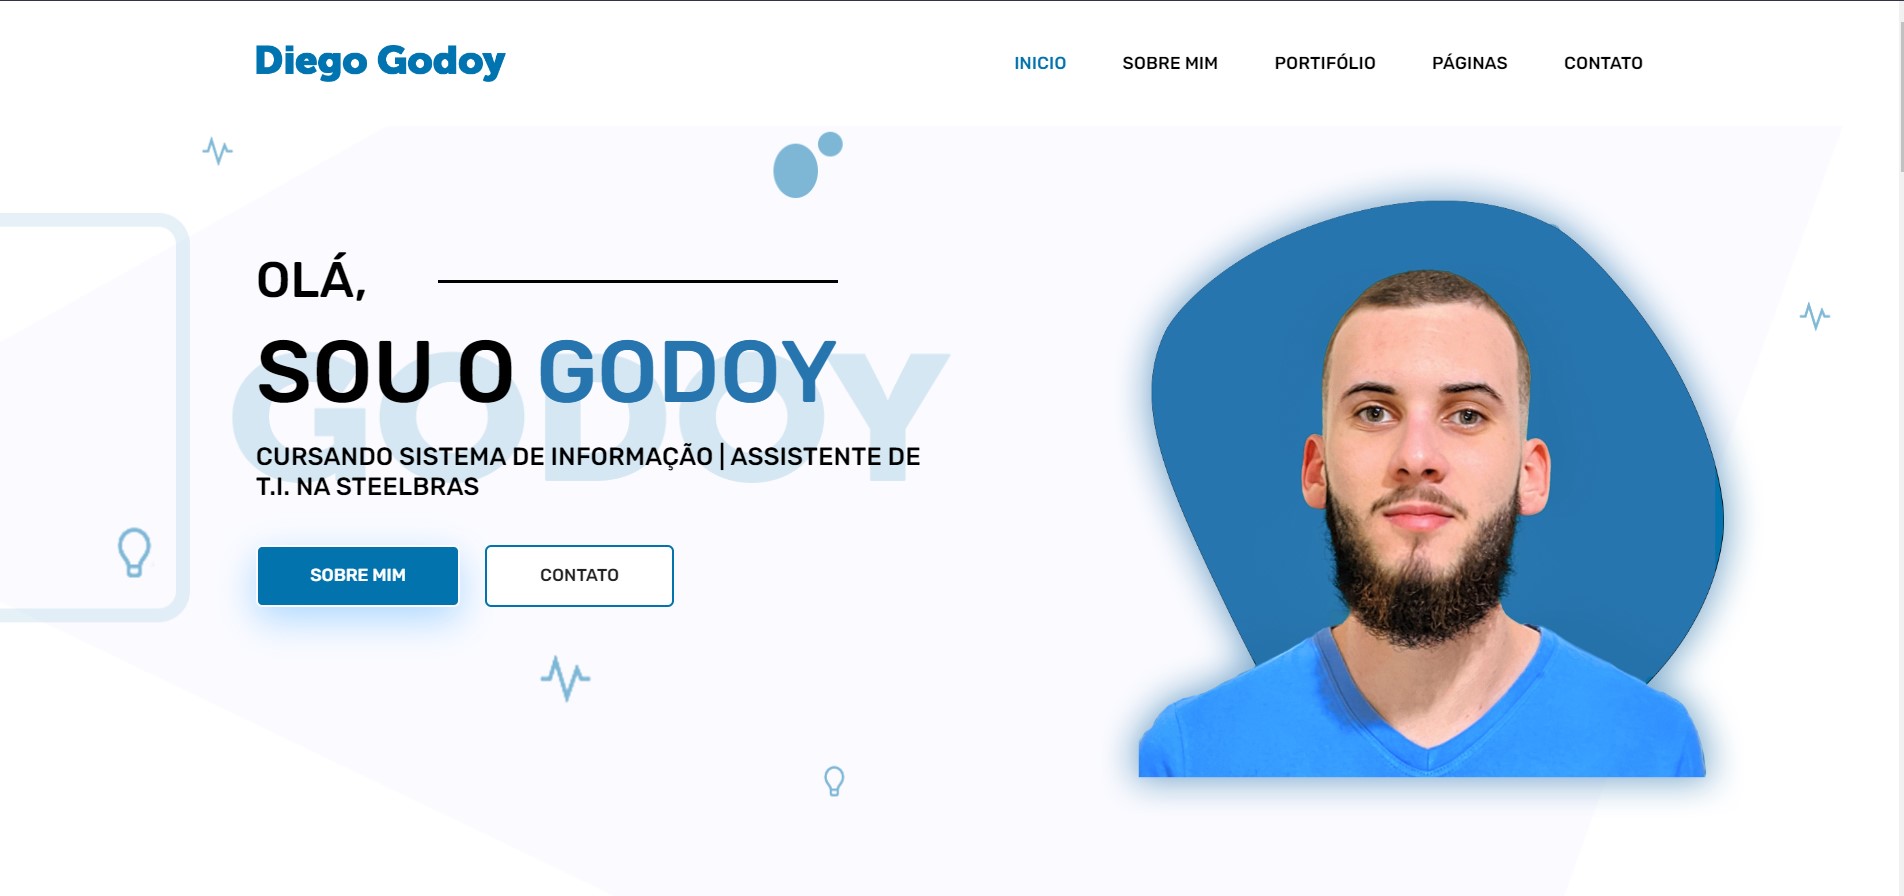 Diego Godoy
INICIO SOBRE MIM PORTIFÓLIO PÁGINAS CONTATO
OLÁ,
GODOY
SOU O GODOY
CURSANDO SISTEMA DE INFORMAÇÃO | ASSISTENTE DE
T.I. NA STEELBRAS
SOBRE MIM CONTATO